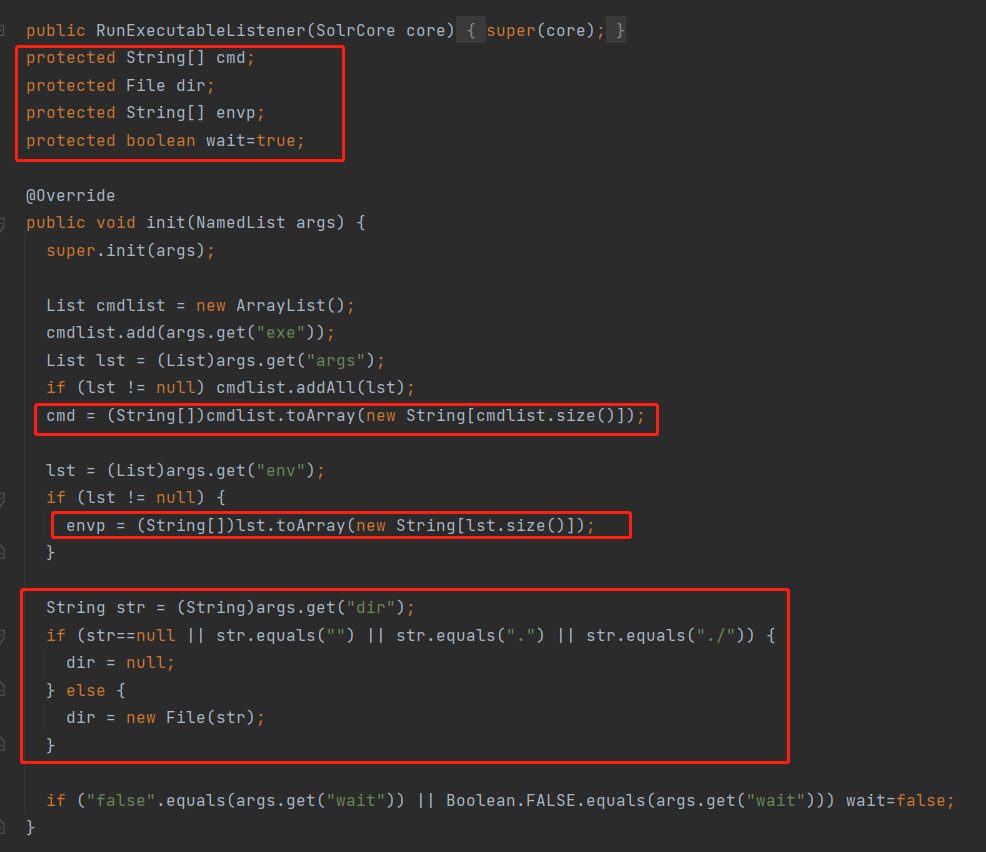 public RunExecutableListener(SolrCore core) { super(core); }
protected String[] cmd;
protected File dir;
protected String[] envp;
protected boolean wait=true;
@Override
public void init(NamedList args) {
super.init(args);
List cmdlist = new ArrayList();
cmdlist.add(args.get("exe"));
List lst = (List)args.get("args");
if (lst != null) cmdlist.addAll(lst);
cmd = (String[])cmdlist.toArray(new String[cmdlist.size()]);
lst = (List)args.get("env");
if (lst != null) {
envp = (String[])lst.toArray(new String[lst.size()]);
}
String str = (String)args.get("dir");
if (str==null || str.equals("") || str.equals(".") || str.equals("./")) {
dir = null;
} else {
dir = new File(str);
}
if ("false".equals(args.get("wait")) || Boolean.FALSE.equals(args.get("wait"))) wait=false;
}